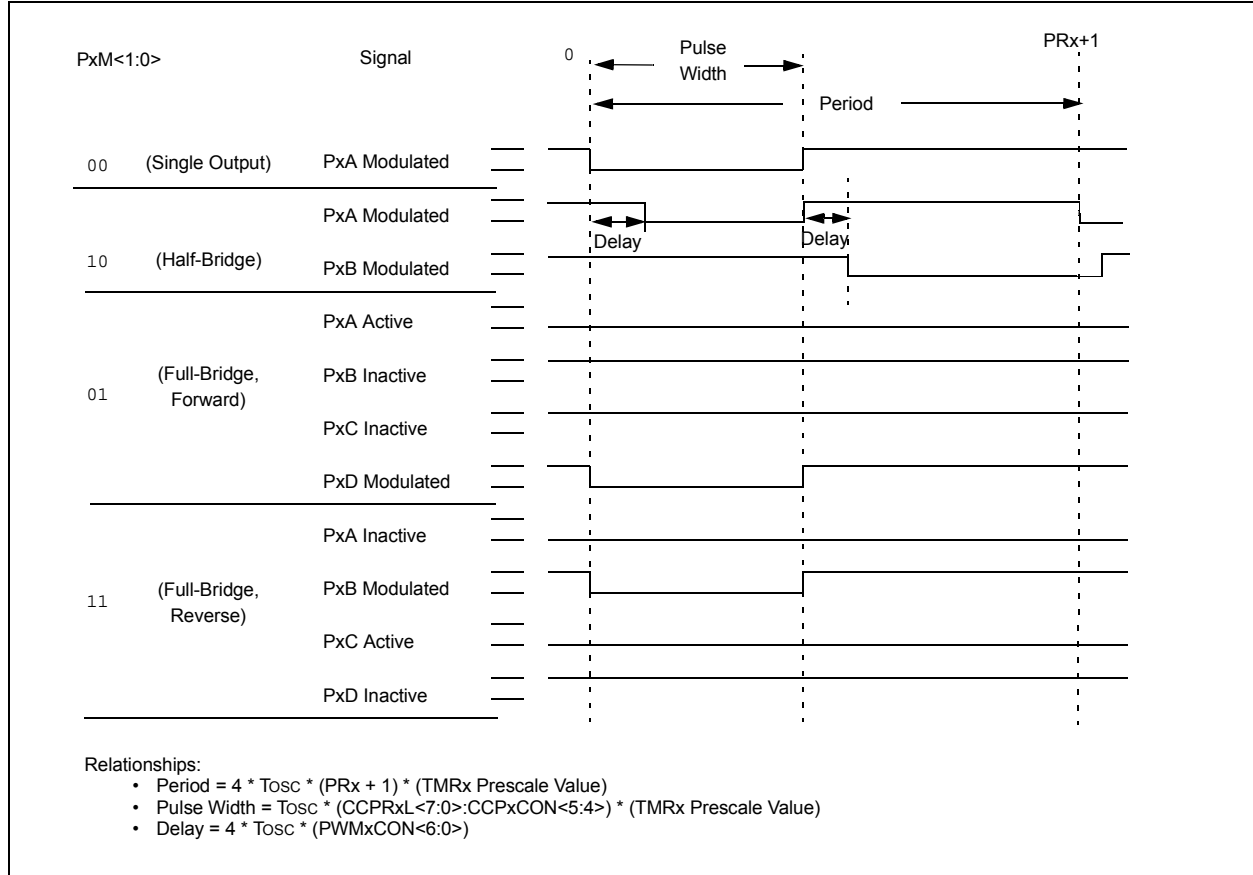 PxM<1:0>
Signal
0
Pulse
Width
PRx+1
Period
00 (Single Output) PxA Modulated
PxA Modulated
Delay
Delay
10 (Half-Bridge) PxB Modulated
PxA Active
01 (Full-Bridge,
Forward)
PxB Inactive
PxC Inactive
PxD Modulated
PxA Inactive
11 (Full-Bridge,
Reverse)
PxB Modulated
PxC Active
PxD Inactive
Relationships:
• Period = 4 * TOSC * (PRx + 1) * (TMRx Prescale Value)
• Pulse Width = TOSC * (CCPRxL<7:0>:CCPxCON<5:4>) * (TMRx Prescale Value)
• Delay = 4 * TOSC * (PWMxCON<6:0>)